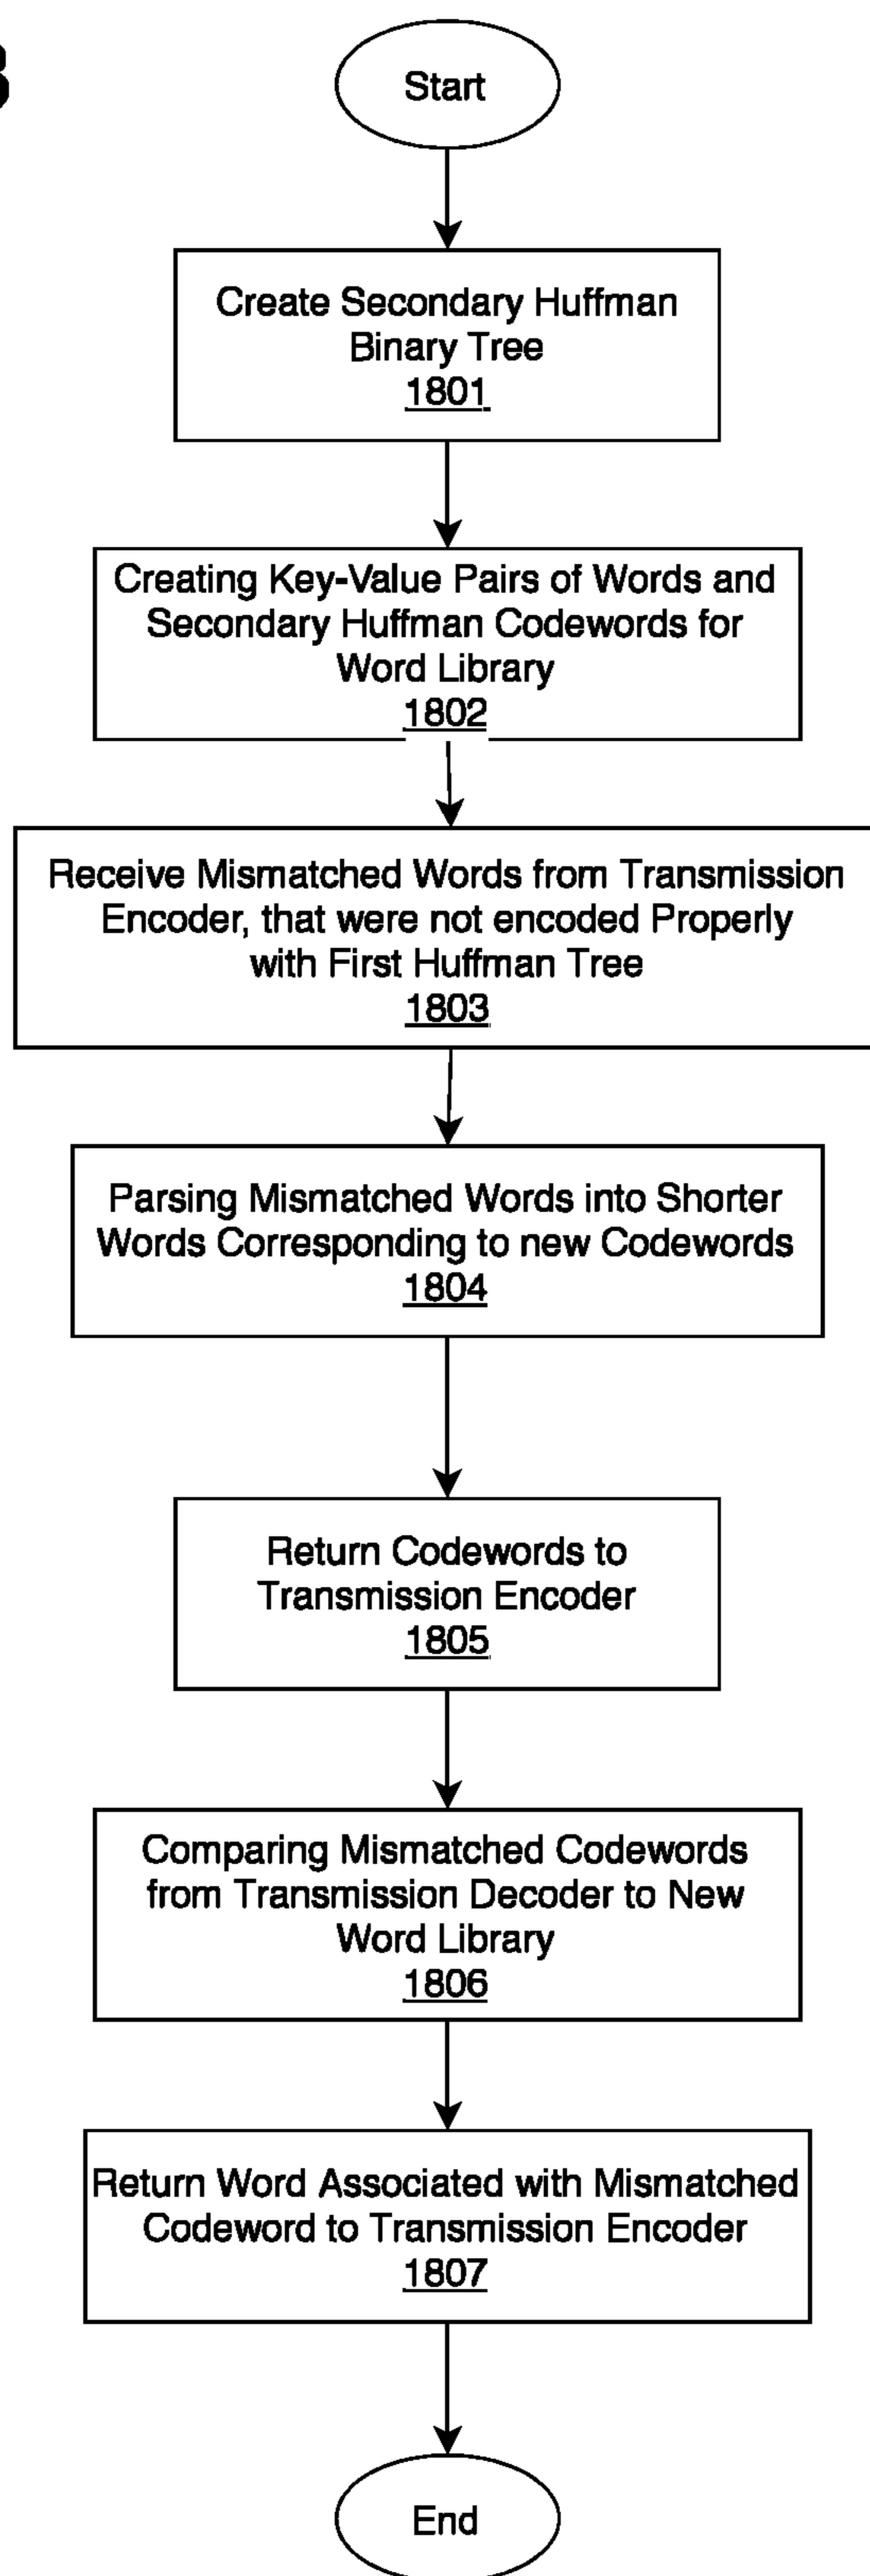 Start
Create Secondary Huffman
Binary Tree
1801
Creating Key-Value Pairs of Words and
Secondary Huffman Codewords for
Word Library
1802
Receive Mismatched Words from Transmission
Encoder, that were not encoded Properly
with First Huffman Tree
1803
Parsing Mismatched Words into Shorter
Words Corresponding to new Codewords
1804
Return Codewords to
Transmission Encoder
1805
Comparing Mismatched Codewords
from Transmission Decoder to New
Word Library
1806
Return Word Associated with Mismatched
Codeword to Transmission Encoder
1807
End